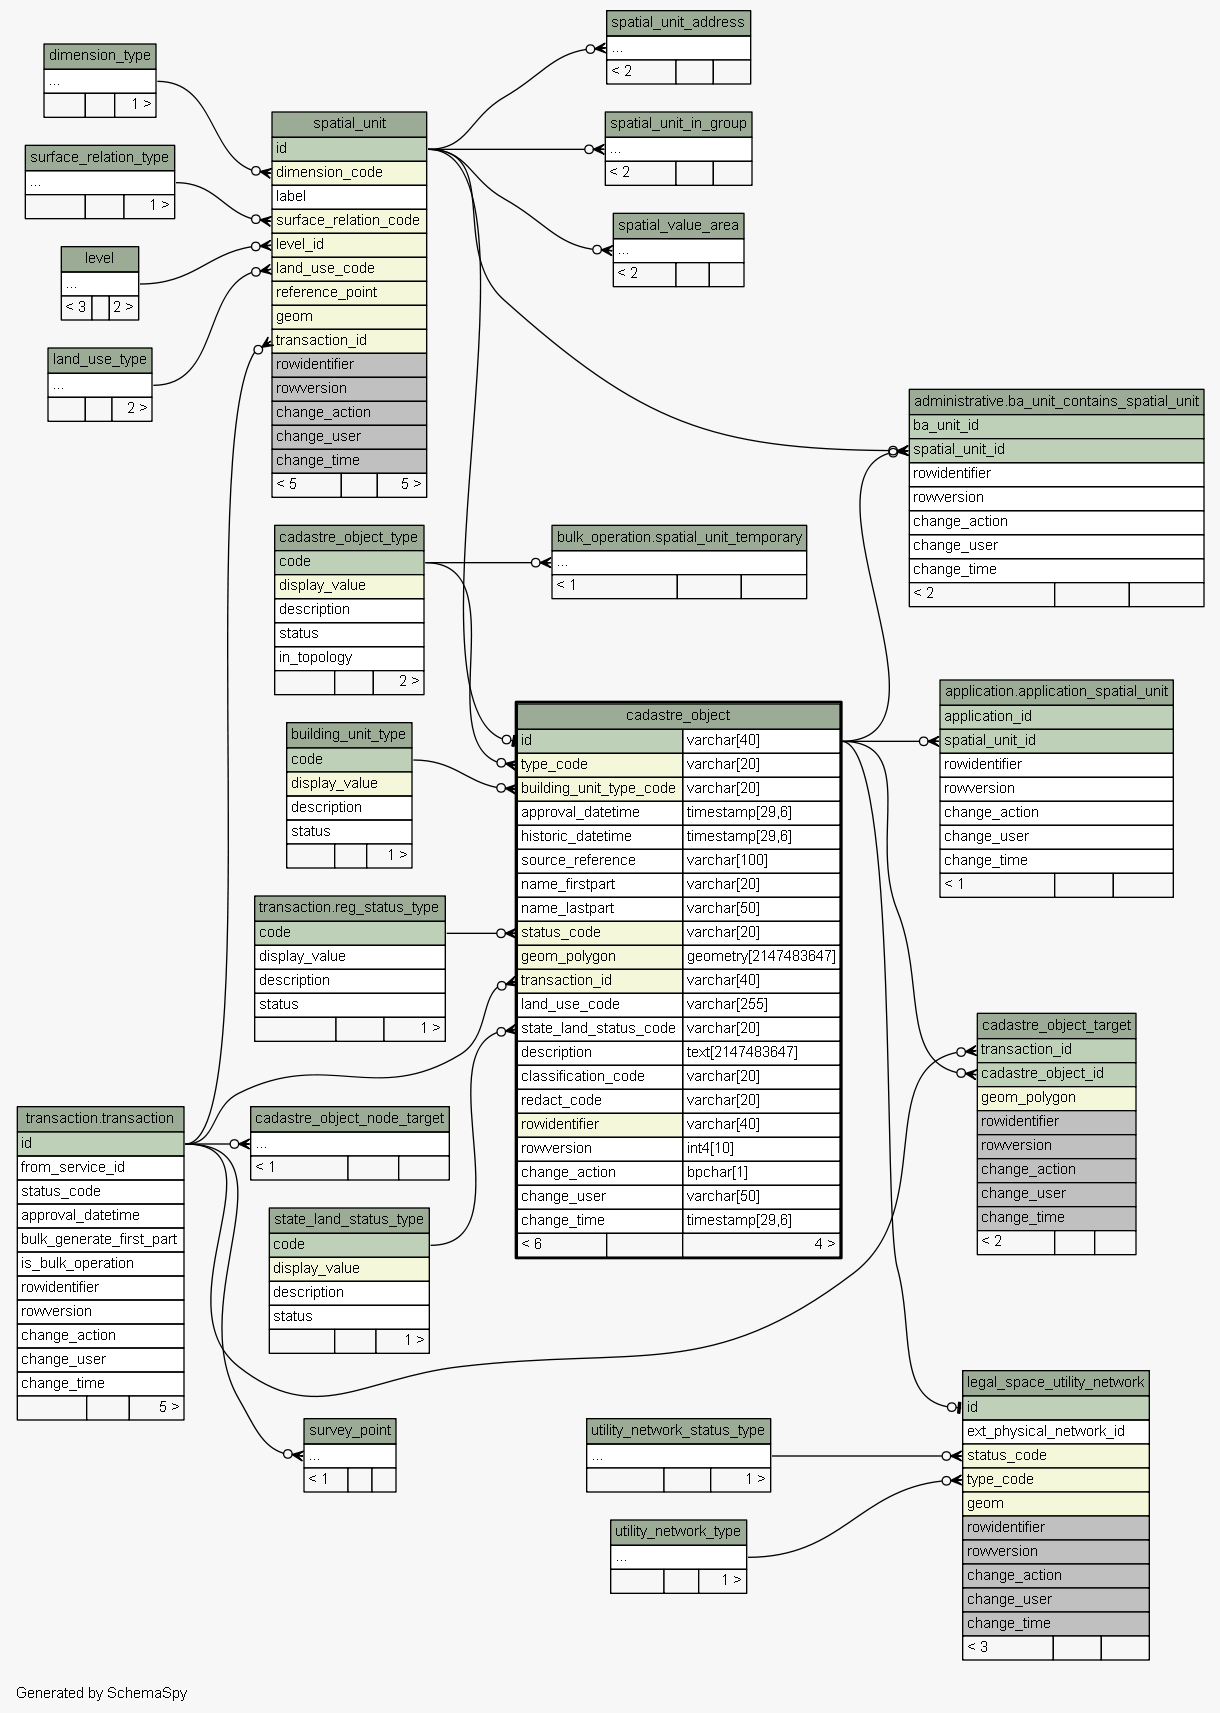 dimension_type
...
1 >
surface_relation_type
...
1 >
level
...
< 3 2 >
land_use_type
...
2 >
spatial_unit
id
dimension_code
label
surface_relation_code
level_id
land_use_code
reference_point
geom
transaction_id
rowidentifier
rowversion
change_action
change_user
change_time
< 5 5 >
spatial_unit_address
...
< 2
spatial_unit_in_group
...
< 2
spatial_value_area
...
< 2
administrative.ba_unit_contains_spatial_unit
ba_unit_id
spatial_unit_id
rowidentifier
rowversion
change_action
change_user
change_time
< 2
cadastre_object_type
code
display_value
description
status
in_topology
2 >
bulk_operation.spatial_unit_temporary
...
< 1
building_unit_type
code
display_value
description
status
1 >
transaction.reg_status_type
code
display_value
description
status
1 >
cadastre_object
id varchar[40]
type_code varchar[20]
building_unit_type_code varchar[20]
approval_datetime timestamp[29,6]
historic_datetime timestamp[29,6]
source_reference varchar[100]
name_firstpart varchar[20]
name_lastpart varchar[50]
status_code varchar[20]
geom_polygon geometry[2147483647]
transaction_id varchar[40]
land_use_code varchar[255]
state_land_status_code varchar[20]
description text[2147483647]
classification_code varchar[20]
redact_code varchar[20]
rowidentifier varchar[40]
rowversion int4[10]
change_action bpchar[1]
change_user varchar[50]
change_time timestamp[29,6]
< 6 4 >
application.application_spatial_unit
application_id
spatial_unit_id
rowidentifier
rowversion
change_action
change_user
change_time
< 1
cadastre_object_target
transaction_id
cadastre_object_id
geom_polygon
rowidentifier
rowversion
change_action
change_user
change_time
< 2
transaction.transaction
id
from_service_id
status_code
approval_datetime
bulk_generate_first_part
is_bulk_operation
rowidentifier
rowversion
change_action
change_user
change_time
5 >
cadastre_object_node_target
...
< 1
state_land_status_type
code
display_value
description
status
1 >
survey_point
...
< 1
utility_network_status_type
...
1 >
utility_network_type
...
1 >
legal_space_utility_network
id
ext_physical_network_id
status_code
type_code
geom
rowidentifier
rowversion
change_action
change_user
change_time
< 3
Generated by SchemaSpy